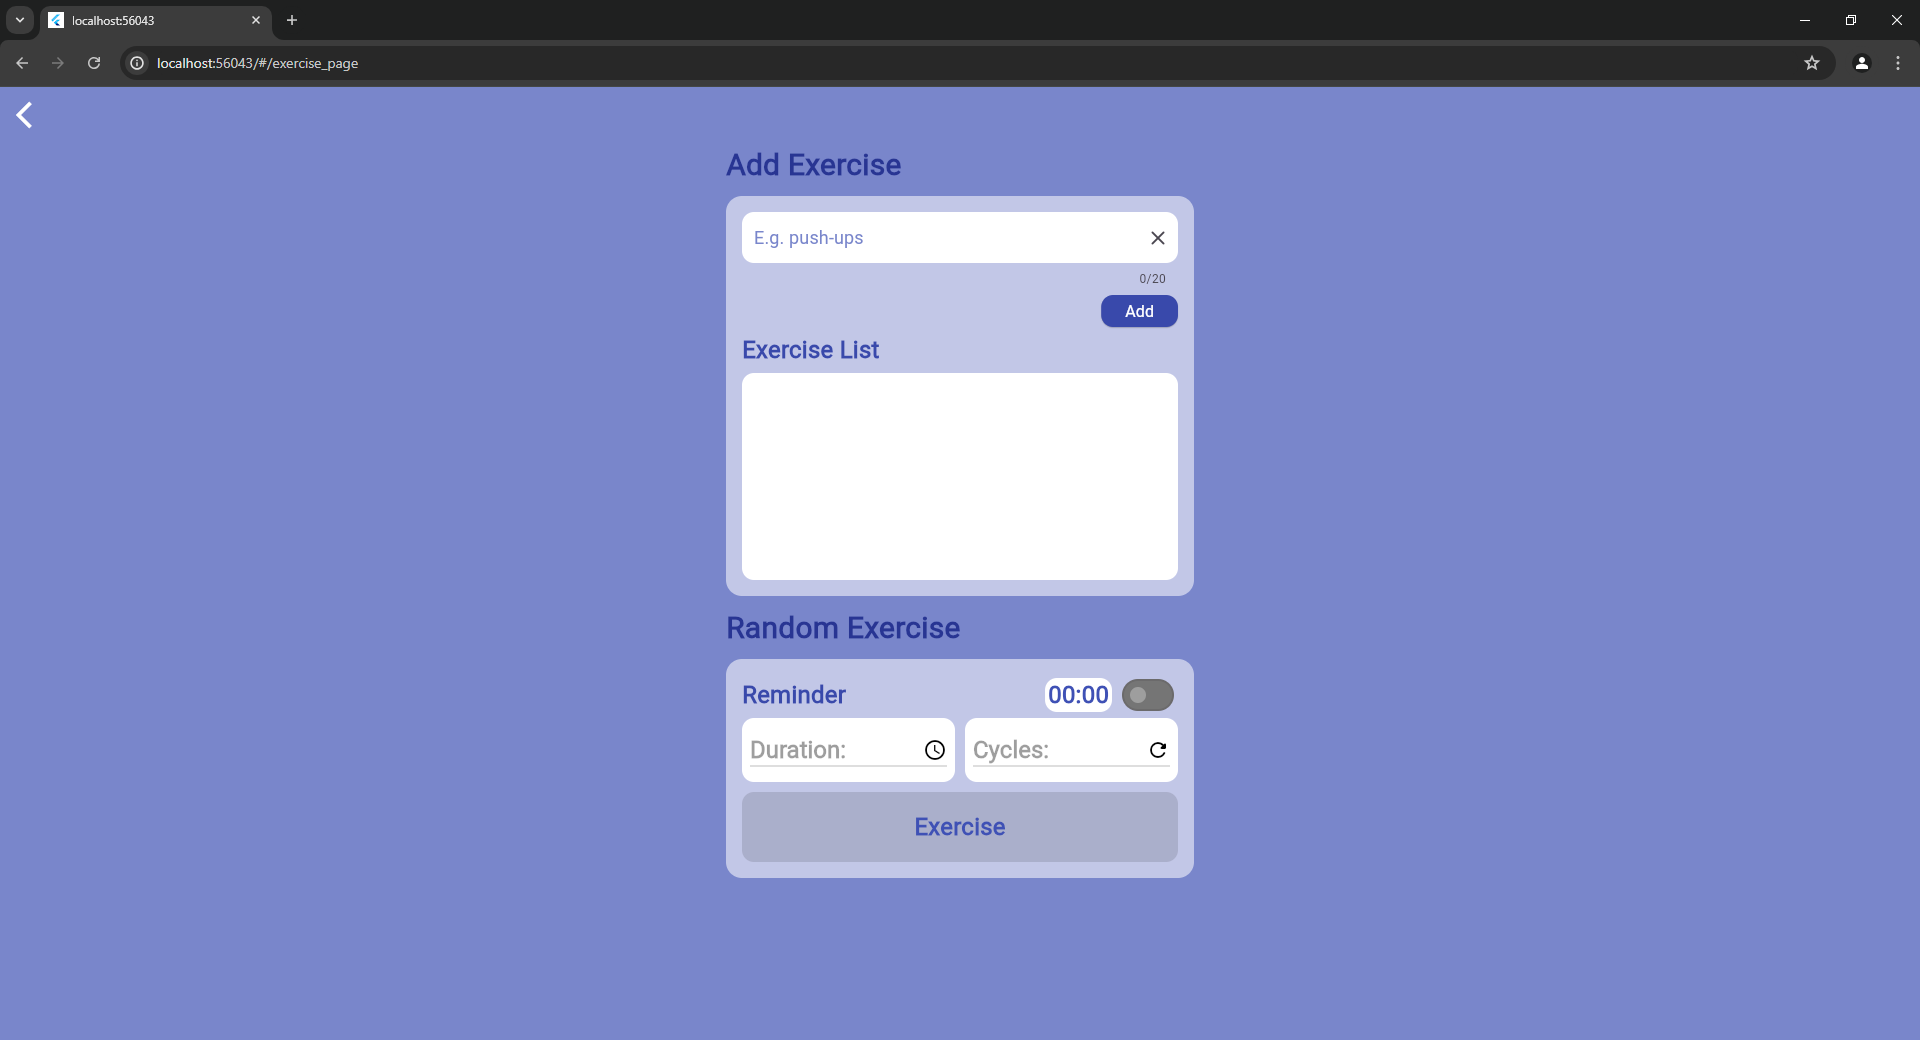 localhost:56043
localhost:56043/#/exercise_page
Add Exercise
E.g. push-ups
0/20
Add
Exercise List
Random Exercise
Reminder 00:00
Duration: Cycles:
Exercise